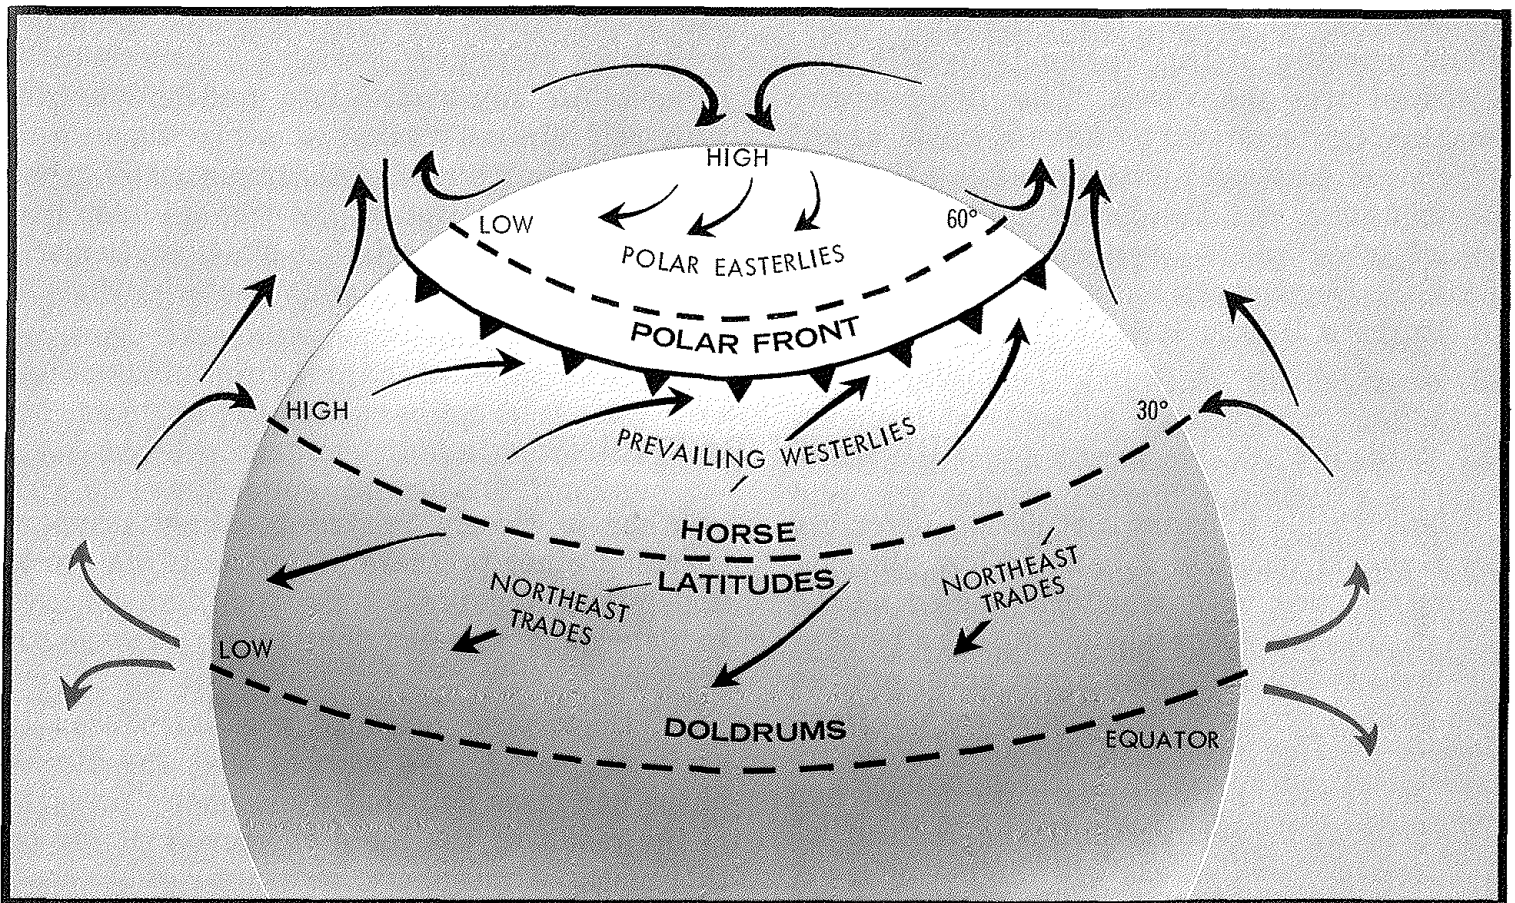 HIGH
LOW
60°
POLAR EASTERLIES
POLAR FRONT
HIGH
30°
PREVAILING WESTERLIES
HORSE
LATITUDES
NORTHEAST
TRADES
NORTHEAST
TRADES
LOW
DOLDRUMS
EQUATOR